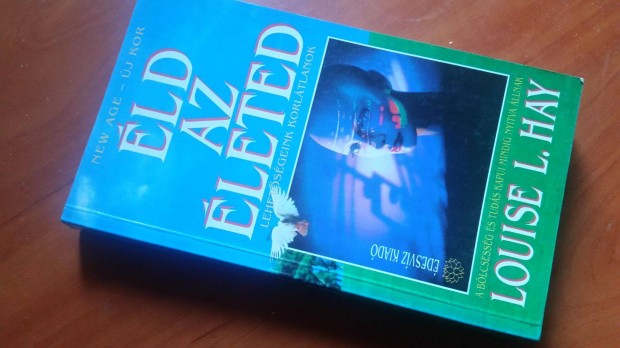 NEW AGE – ÚJ KOR
ÉLD
AZ
ÉLETED
LEHETŐSÉGEINK KORLÁTLANOK
ÉDESVÍZ KIADÓ
A BÖLCSESSÉG ÉS TUDÁS KAPUI MINDIG NYITVA ÁLLNAK
LOUISE L. HAY